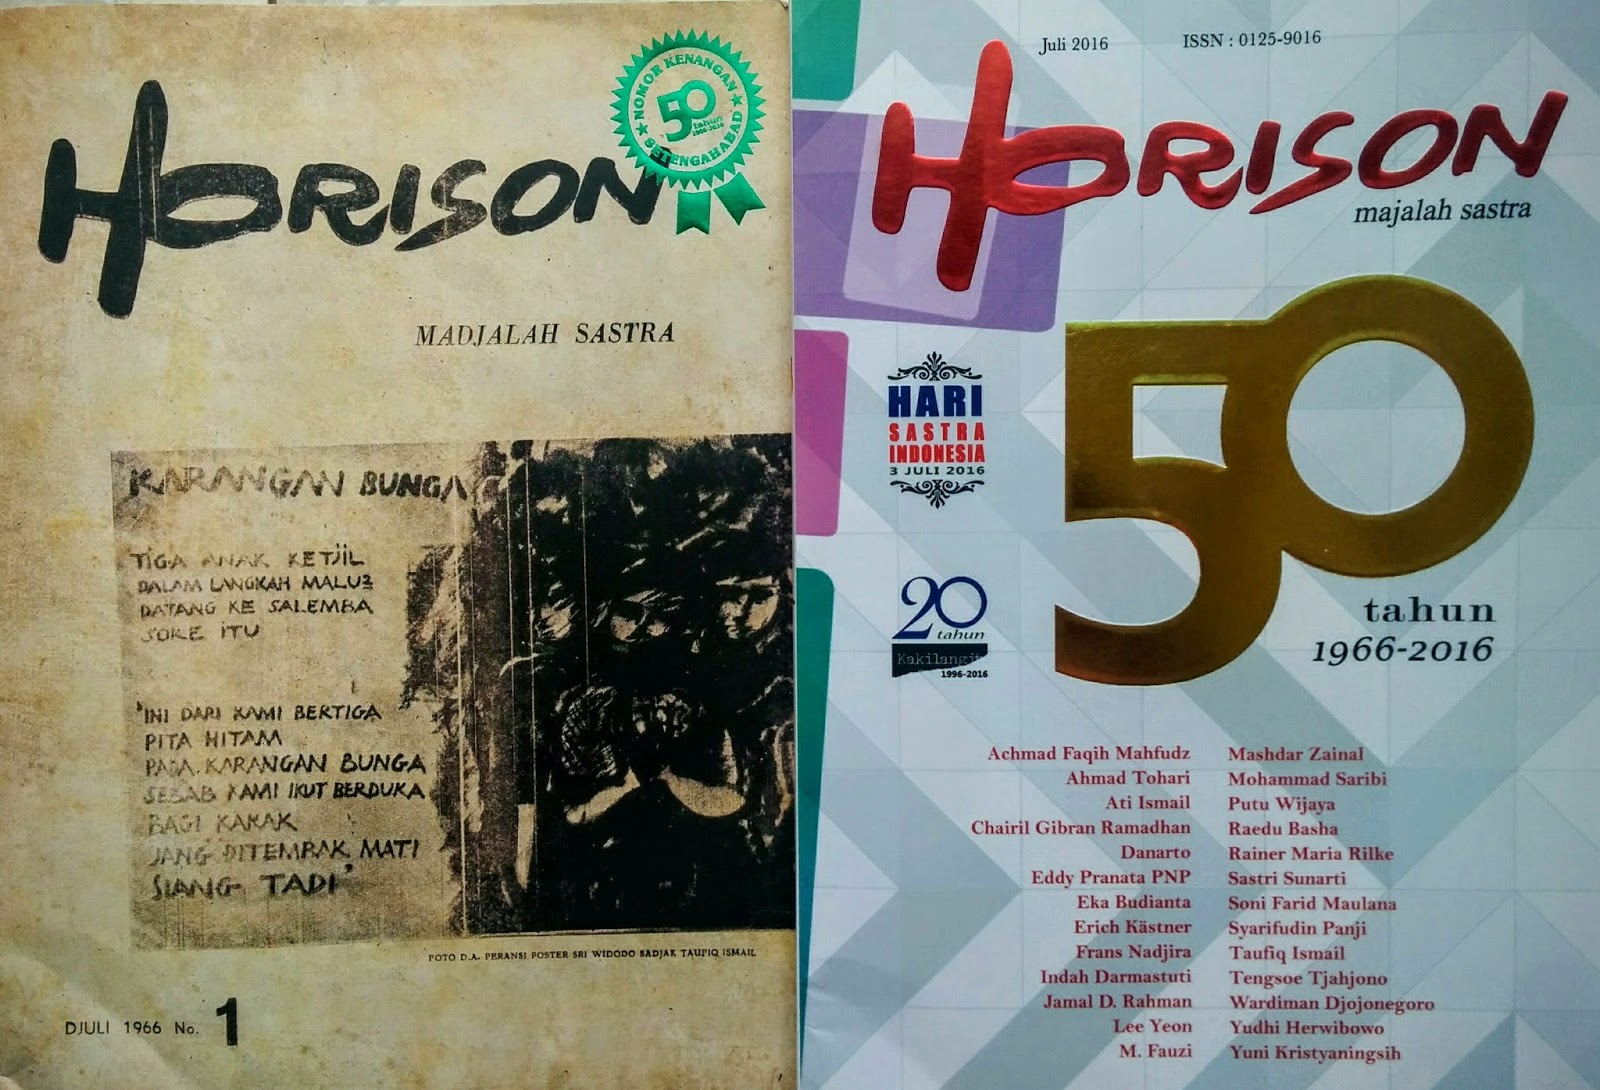 HORISON
NOMOR KENANGAN
50
tahun
1966-2016
SETENGAH ABAD
MADJALAH SASTRA
KARANGAN BUNGA
TIGA ANAK KETJIL
DALAM LANGKAH MALU2
DATANG KE SALEMBA
SORE ITU
'INI DARI KAMI BERTIGA
PITA HITAM
PADA KARANGAN BUNGA
SEBAB KAMI IKUT BERDUKA
BAGI KAKAK
JANG DITEMBAK MATI
SIANG TADI'
FOTO D.A. PERANSI POSTER SRI WIDODO SADJAK TAUFIQ ISMAIL
DJULI 1966 No. 1
Juli 2016
ISSN : 0125-9016
HORISON
majalah sastra
50
tahun
1966-2016
HARI
SASTRA
INDONESIA
3 JULI 2016
20
tahun
Kakilangit
1996-2016
Achmad Faqih Mahfudz
Ahmad Tohari
Ati Ismail
Chairil Gibran Ramadhan
Danarto
Eddy Pranata PNP
Eka Budianta
Erich Kästner
Frans Nadjira
Indah Darmastuti
Jamal D. Rahman
Lee Yeon
M. Fauzi
Mashdar Zainal
Mohammad Saribi
Putu Wijaya
Raedu Basha
Rainer Maria Rilke
Sastri Sunarti
Soni Farid Maulana
Syarifudin Panji
Taufiq Ismail
Tengsoe Tjahjono
Wardiman Djojonegoro
Yudhi Herwibowo
Yuni Kristyaningsih